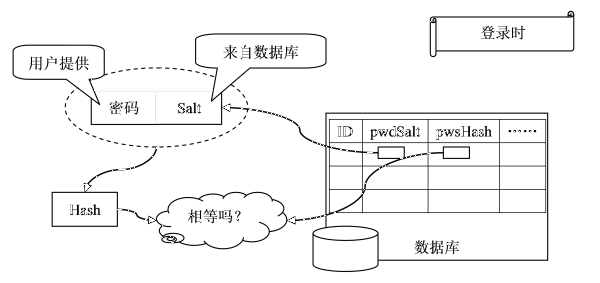 登录时
用户提供
来自数据库
密码 Salt
ID pwdSalt pwsHash ······
Hash
相等吗?
数据库